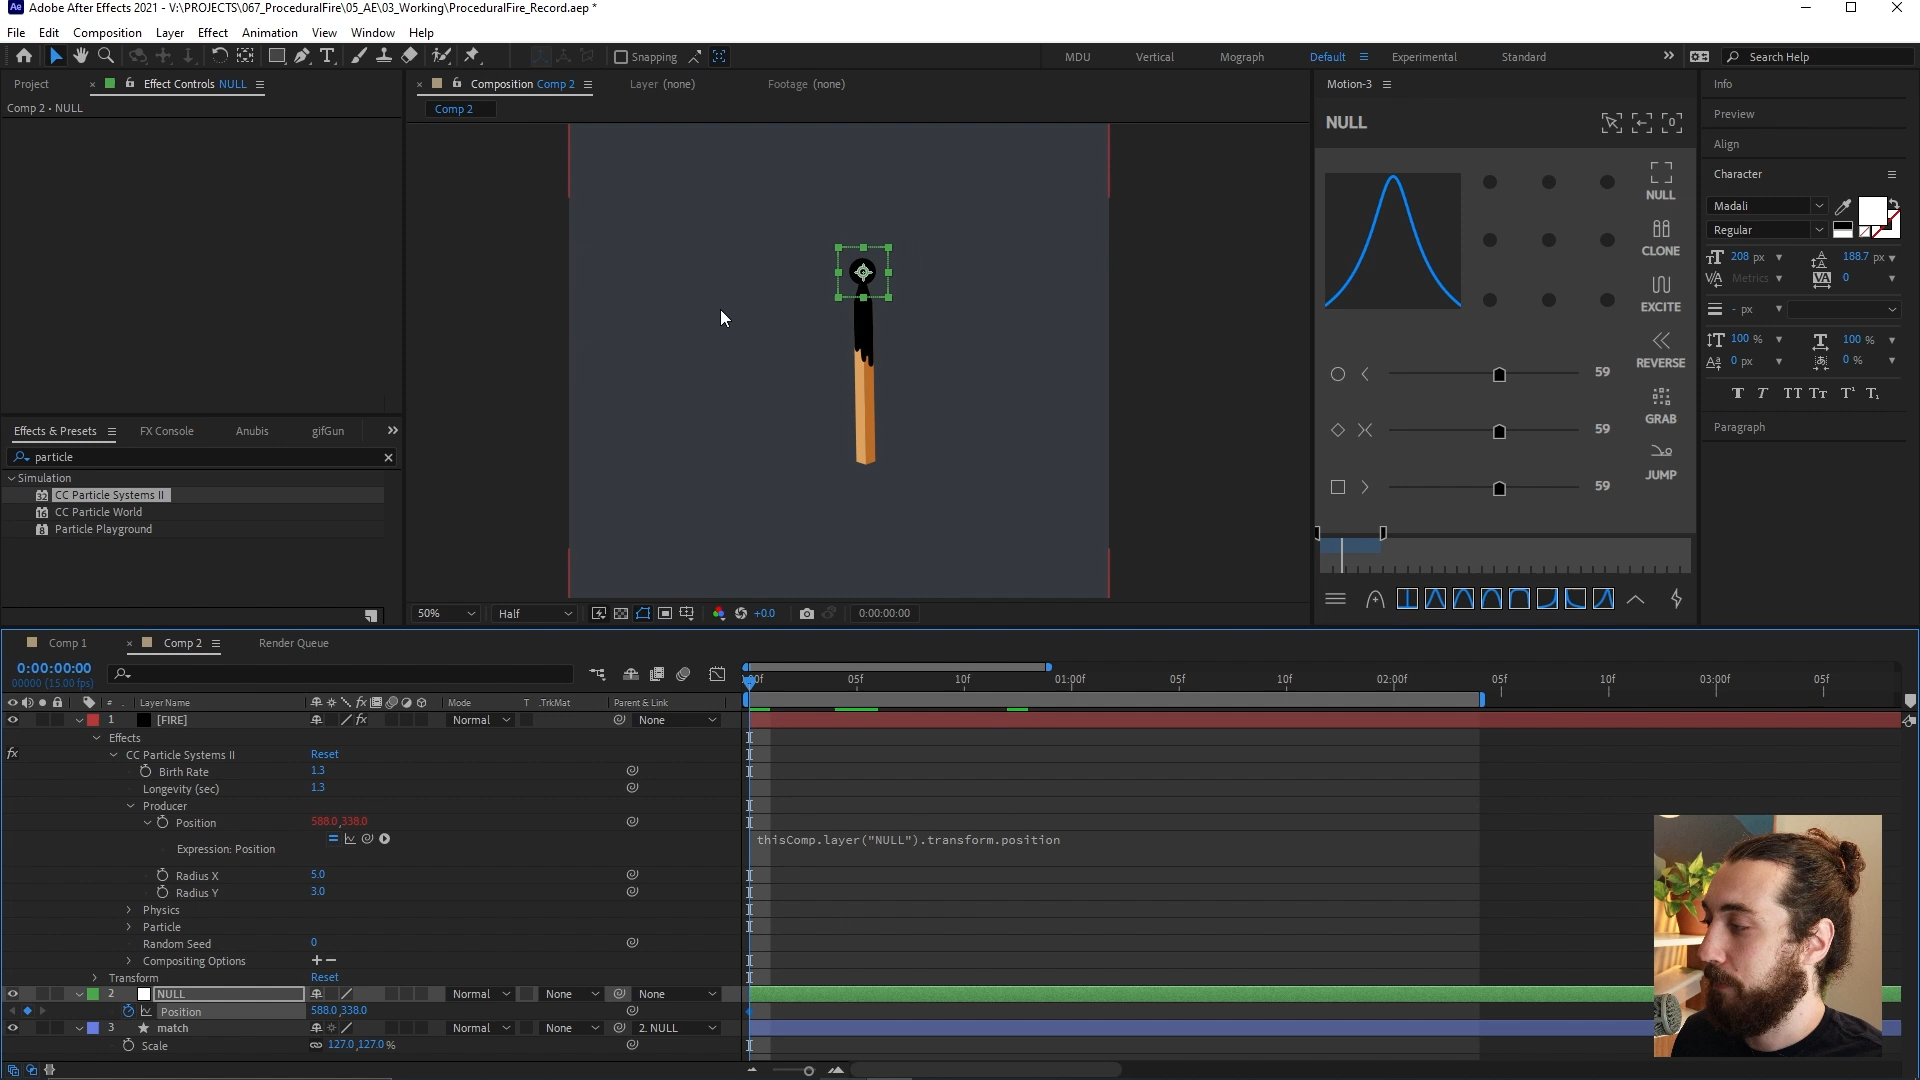 Ae Adobe After Effects 2021 - V:\PROJECTS\067_ProceduralFire\05_AE\03_Working\ProceduralFire_Record.aep *
File Edit Composition Layer Effect Animation View Window Help
Snapping MDU Vertical Mograph Default Experimental Standard Search Help
Project Effect Controls NULL
Comp 2 • NULL
Composition Comp 2 Layer (none) Footage (none)
Comp 2
Motion-3
NULL
NULL
CLONE
EXCITE
REVERSE
GRAB
JUMP
59
59
59
Info
Preview
Align
Character
Madali
Regular
208 px 188.7 px
Metrics 0
- px
100 % 100 %
0 px 0 %
T T TT Tt T¹ T₁
Paragraph
Effects & Presets FX Console Anubis gifGun
particle
Simulation
32 CC Particle Systems II
16 CC Particle World
8 Particle Playground
50% Half +0.0 0:00:00:00
Comp 1 Comp 2 Render Queue
0:00:00:00
00000 (15.00 fps)
05f 10f 01:00f 05f 10f 02:00f 05f 10f 03:00f 05f
# Layer Name Mode T .TrkMat Parent & Link
1 [FIRE] Normal None
Effects
CC Particle Systems II Reset
Birth Rate 1.3
Longevity (sec) 1.3
Producer
Position 588.0,338.0
Expression: Position thisComp.layer("NULL").transform.position
Radius X 5.0
Radius Y 3.0
Physics
Particle
Random Seed 0
Compositing Options
Transform Reset
2 NULL Normal None None
Position 588.0,338.0
3 match Normal None 2. NULL
Scale 127.0,127.0 %